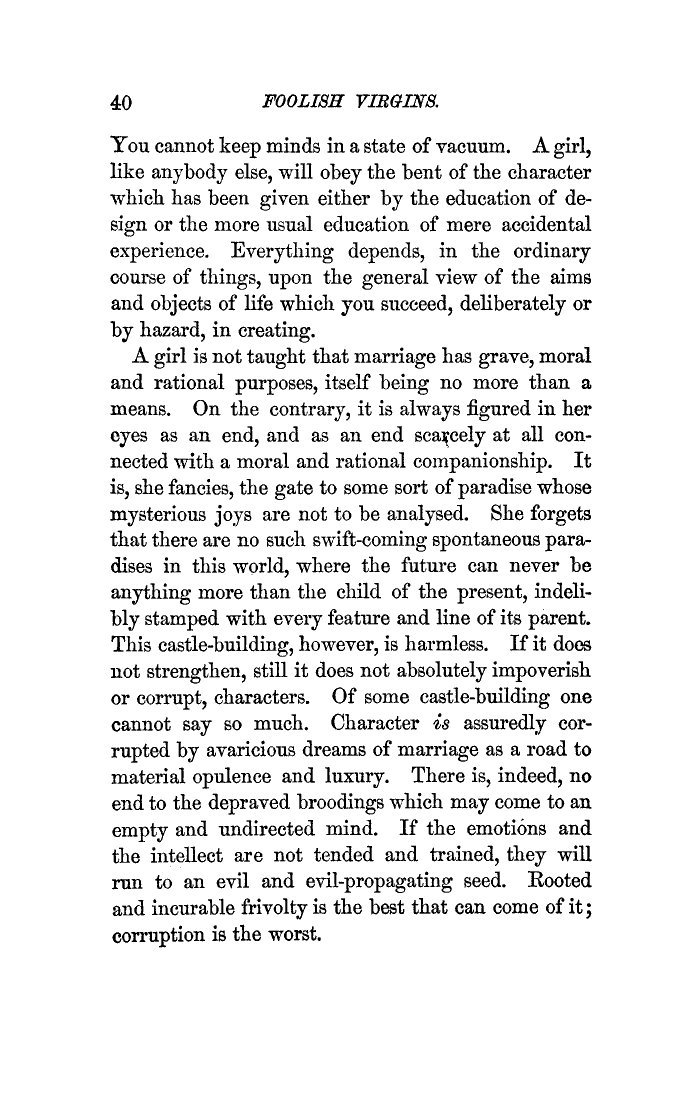 40 FOOLISH VIRGINS.
You cannot keep minds in a state of vacuum. A girl,
like anybody else, will obey the bent of the character
which has been given either by the education of de-
sign or the more usual education of mere accidental
experience. Everything depends, in the ordinary
course of things, upon the general view of the aims
and objects of life which you succeed, deliberately or
by hazard, in creating.
A girl is not taught that marriage has grave, moral
and rational purposes, itself being no more than a
means. On the contrary, it is always figured in her
eyes as an end, and as an end scarcely at all con-
nected with a moral and rational companionship. It
is, she fancies, the gate to some sort of paradise whose
mysterious joys are not to be analysed. She forgets
that there are no such swift-coming spontaneous para-
dises in this world, where the future can never be
anything more than the child of the present, indeli-
bly stamped with every feature and line of its parent.
This castle-building, however, is harmless. If it does
not strengthen, still it does not absolutely impoverish
or corrupt, characters. Of some castle-building one
cannot say so much. Character is assuredly cor-
rupted by avaricious dreams of marriage as a road to
material opulence and luxury. There is, indeed, no
end to the depraved broodings which may come to an
empty and undirected mind. If the emotions and
the intellect are not tended and trained, they will
run to an evil and evil-propagating seed. Rooted
and incurable frivolty is the best that can come of it;
corruption is the worst.